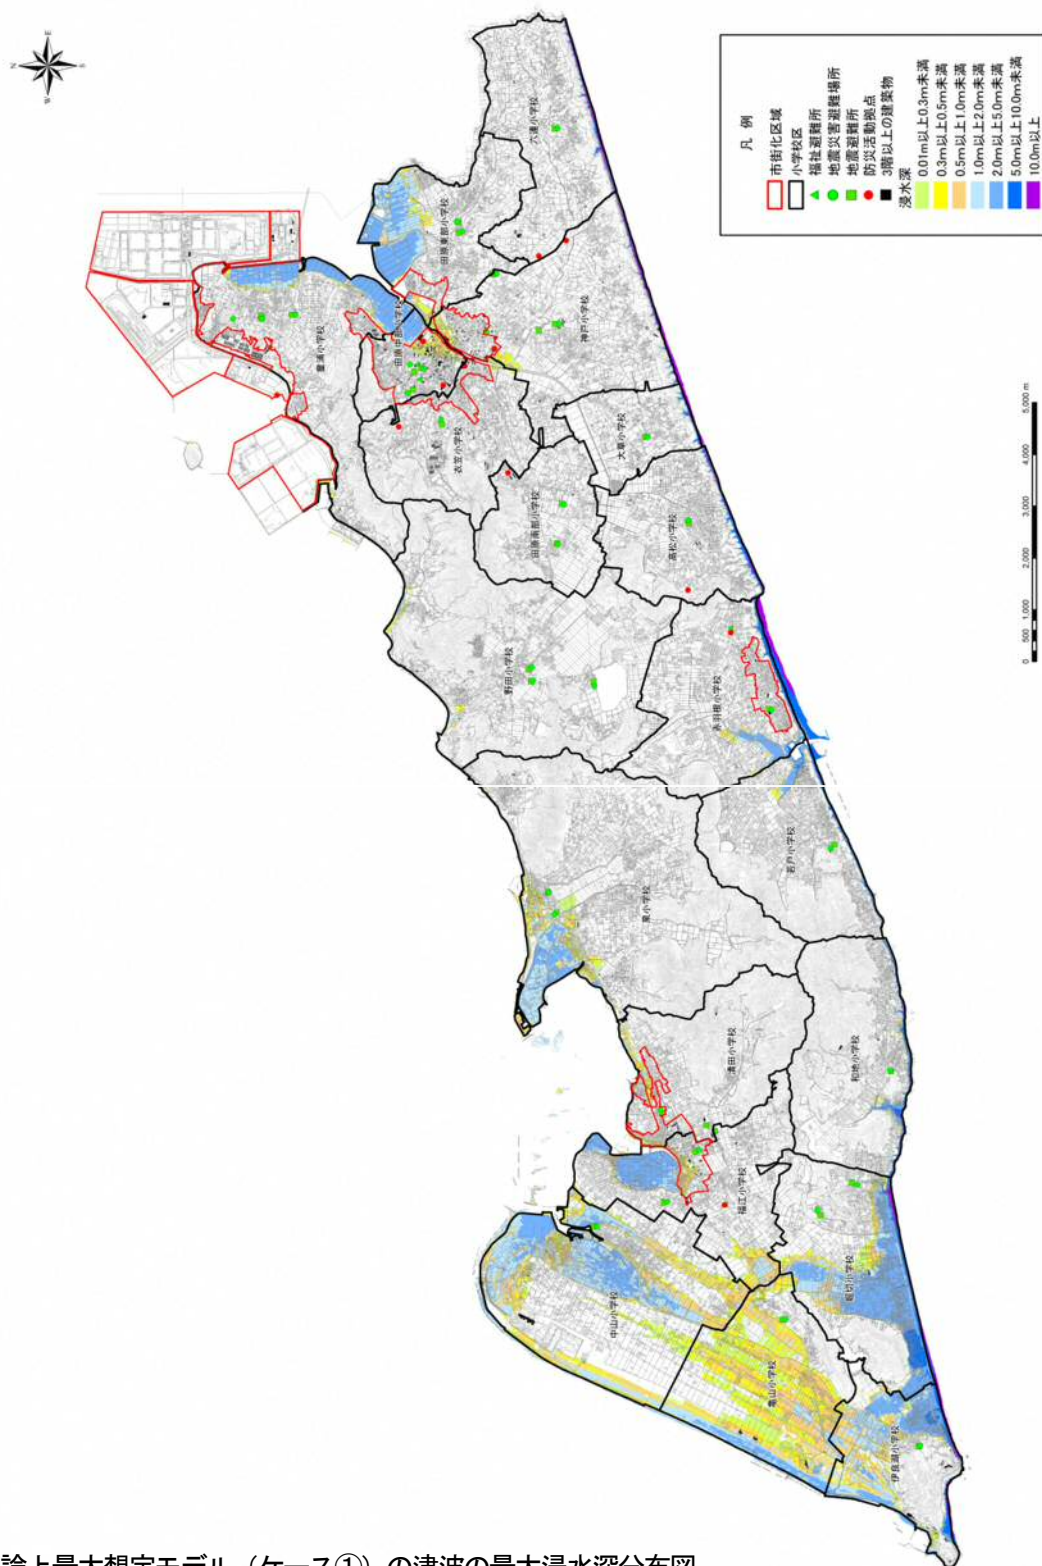 N
E
S
W
凡 例
市街化区域
小学校区
福祉避難所
地震災害避難場所
地震避難所
防災活動拠点
3階以上の建築物
浸水深
0.01m以上0.3m未満
0.3m以上0.5m未満
0.5m以上1.0m未満
1.0m以上2.0m未満
2.0m以上5.0m未満
5.0m以上10.0m未満
10.0m以上
六連小学校
田原東部小学校
神戸小学校
童浦小学校
田原中部小学校
衣笠小学校
大草小学校
田原南部小学校
高松小学校
野田小学校
赤羽根小学校
若戸小学校
泉小学校
清田小学校
和地小学校
福江小学校
堀切小学校
中山小学校
亀山小学校
伊良湖小学校
0 500 1,000 2,000 3,000 4,000 5,000 m
論上最大想定モデル（ケース①）の津波の最大浸水深分布図